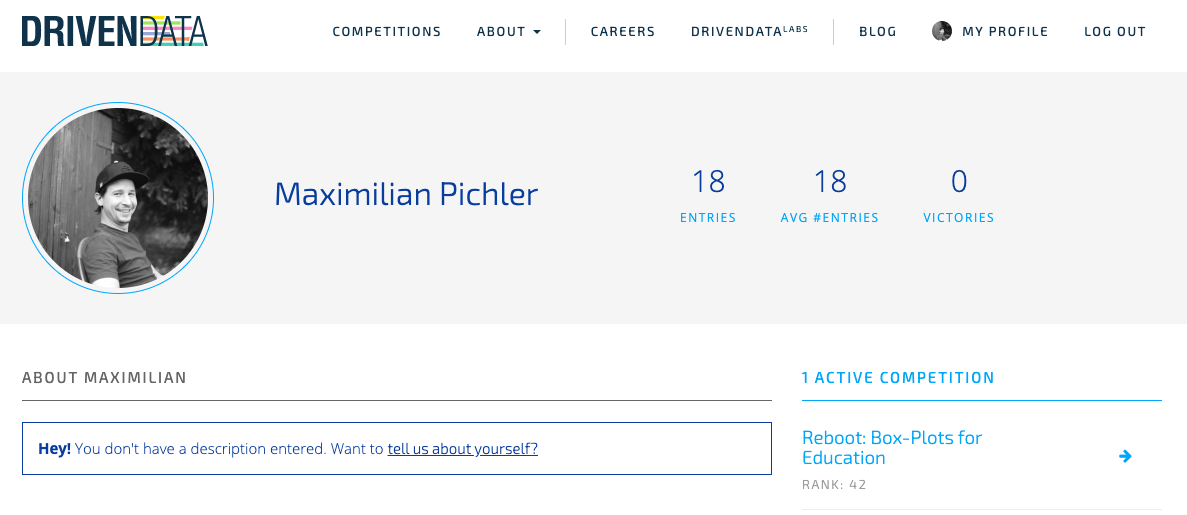 DRIVENDATA
COMPETITIONS ABOUT CAREERS DRIVENDATALABS BLOG MY PROFILE LOG OUT
Maximilian Pichler
18 18 0
ENTRIES AVG #ENTRIES VICTORIES
ABOUT MAXIMILIAN
Hey! You don't have a description entered. Want to tell us about yourself?
1 ACTIVE COMPETITION
Reboot: Box-Plots for
Education
RANK: 42